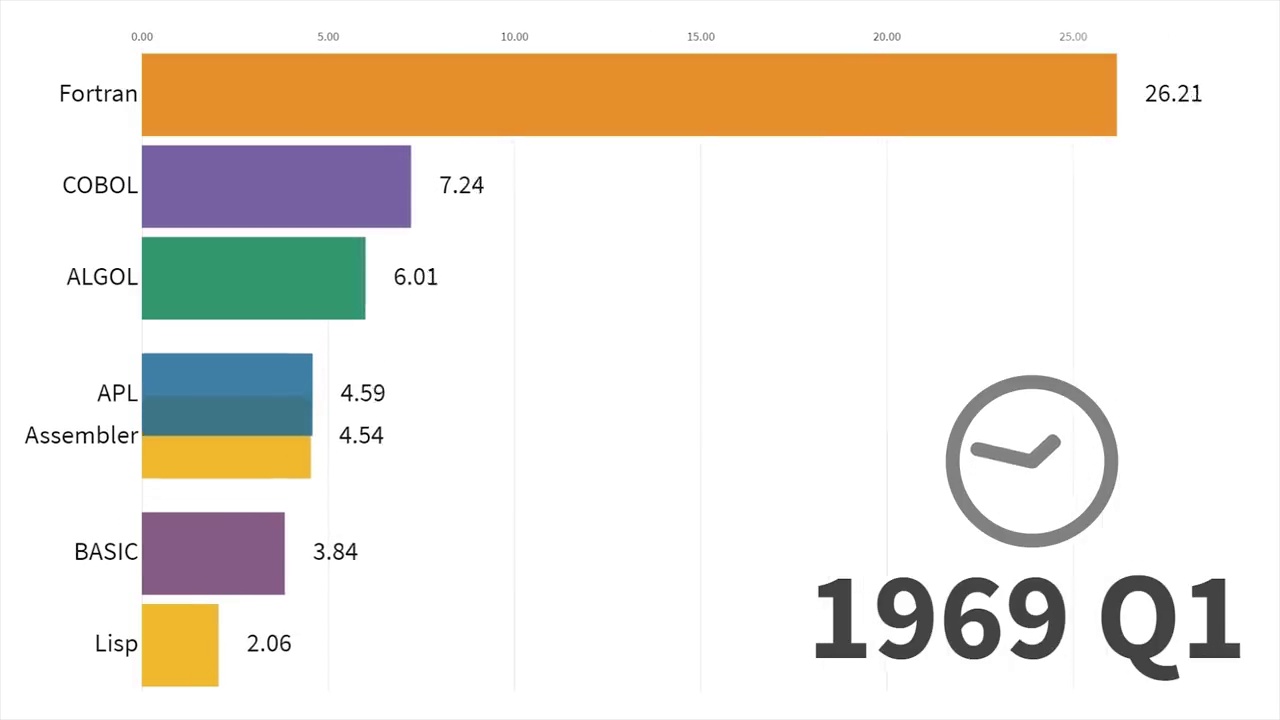 0.00 5.00 10.00 15.00 20.00 25.00
Fortran 26.21
COBOL 7.24
ALGOL 6.01
APL 4.59
Assembler 4.54
BASIC 3.84
Lisp 2.06
1969 Q1